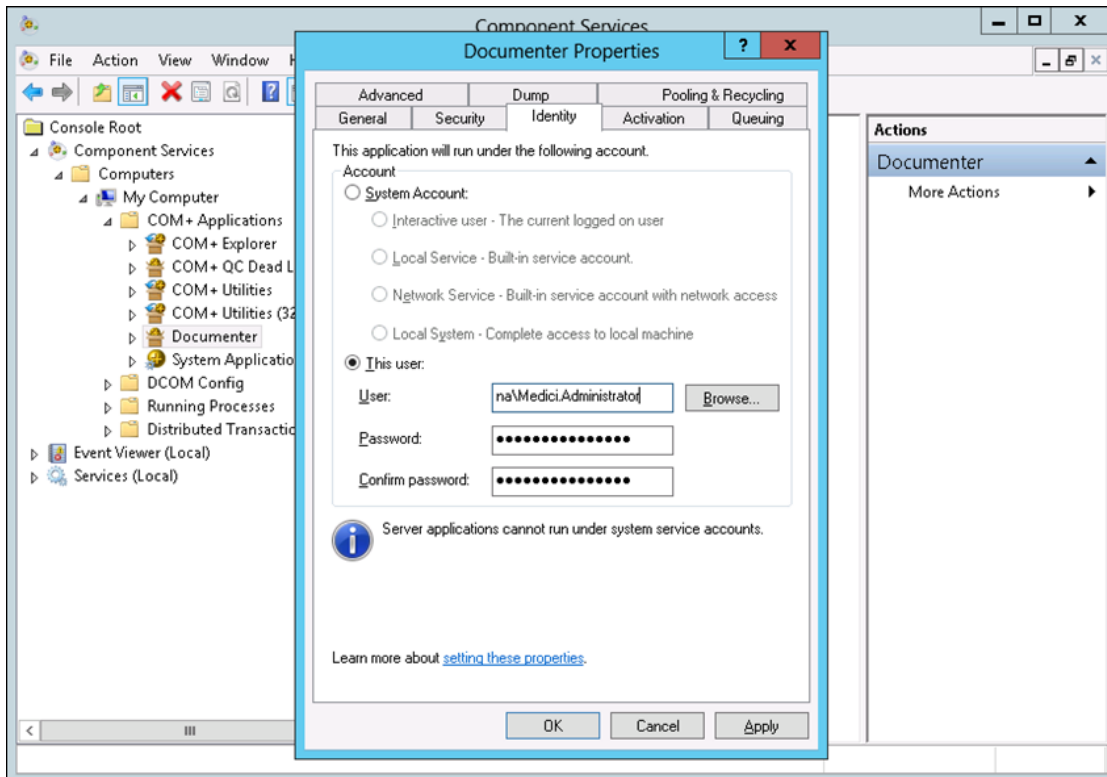 Component Services
File Action View Window
Console Root
Component Services
Computers
My Computer
COM+ Applications
COM+ Explorer
COM+ QC Dead L
COM+ Utilities
COM+ Utilities (32
Documenter
System Applicatio
DCOM Config
Running Processes
Distributed Transactic
Event Viewer (Local)
Services (Local)
Documenter Properties
?
x
Advanced Dump Pooling & Recycling
General Security Identity Activation Queuing
This application will run under the following account.
Account
System Account:
Interactive user - The current logged on user
Local Service - Built-in service account.
Network Service - Built-in service account with network access
Local System - Complete access to local machine
This user:
User: na\Medici.Administrator Browse...
Password: •••••••••••••••
Confirm password: •••••••••••••••
Server applications cannot run under system service accounts.
Learn more about setting these properties.
OK Cancel Apply
Actions
Documenter
More Actions